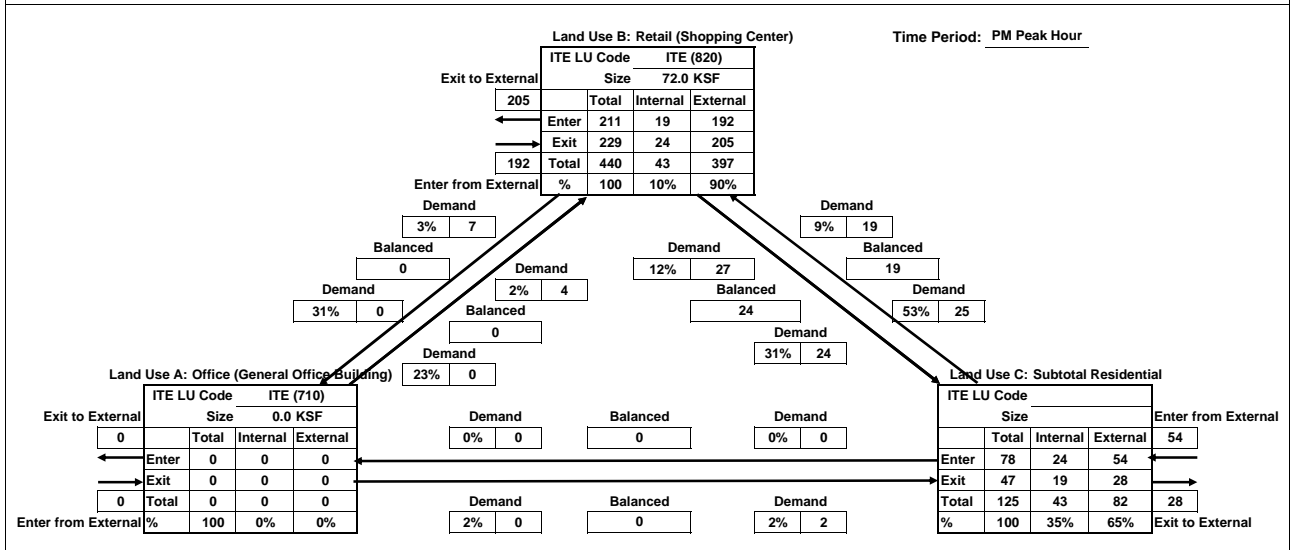 Land Use B: Retail (Shopping Center)
Time Period: PM Peak Hour
ITE LU Code ITE (820)
Exit to External Size 72.0 KSF
205 Total Internal External
Enter 211 19 192
Exit 229 24 205
192 Total 440 43 397
Enter from External % 100 10% 90%
Demand Demand
3% 7 9% 19
Balanced Demand Balanced
0 Demand 12% 27 19
Demand 2% 4 Balanced Demand
31% 0 Balanced 24 53% 25
0 Demand
Demand 31% 24
Land Use A: Office (General Office Building) 23% 0 Land Use C: Subtotal Residential
ITE LU Code ITE (710) ITE LU Code
Exit to External Size 0.0 KSF Demand Balanced Demand Size Enter from External
0 Total Internal External 0% 0 0 0% 0 Total Internal External 54
Enter 0 0 0 Enter 78 24 54
Exit 0 0 0 Exit 47 19 28
0 Total 0 0 0 Demand Balanced Demand Total 125 43 82 28
Enter from External % 100 0% 0% 2% 0 0 2% 2 % 100 35% 65% Exit to External